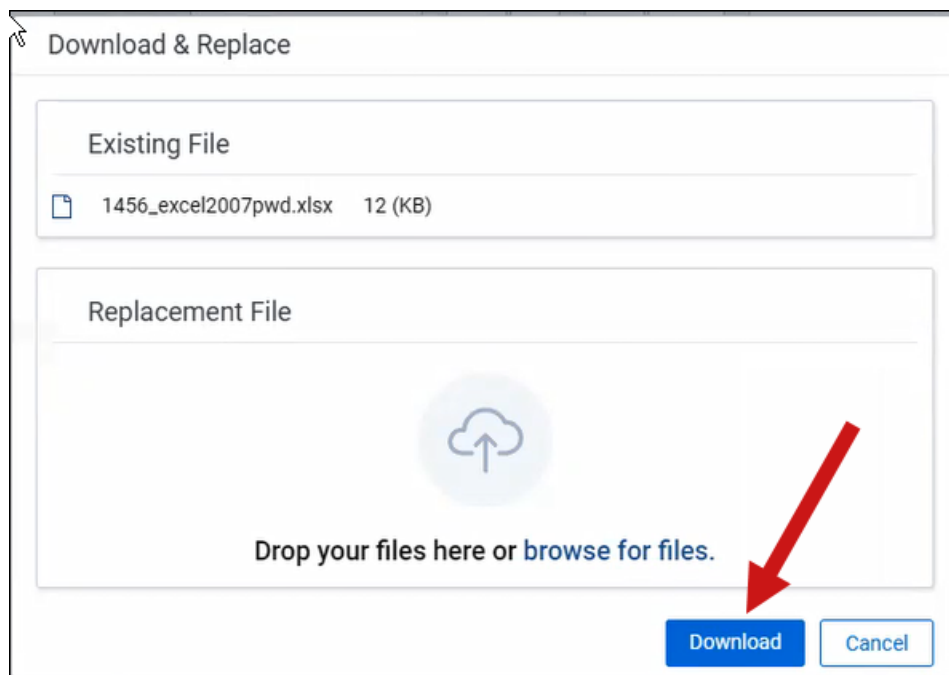 Download & Replace
Existing File
1456_excel2007pwd.xlsx 12 (KB)
Replacement File
Drop your files here or browse for files.
Download Cancel